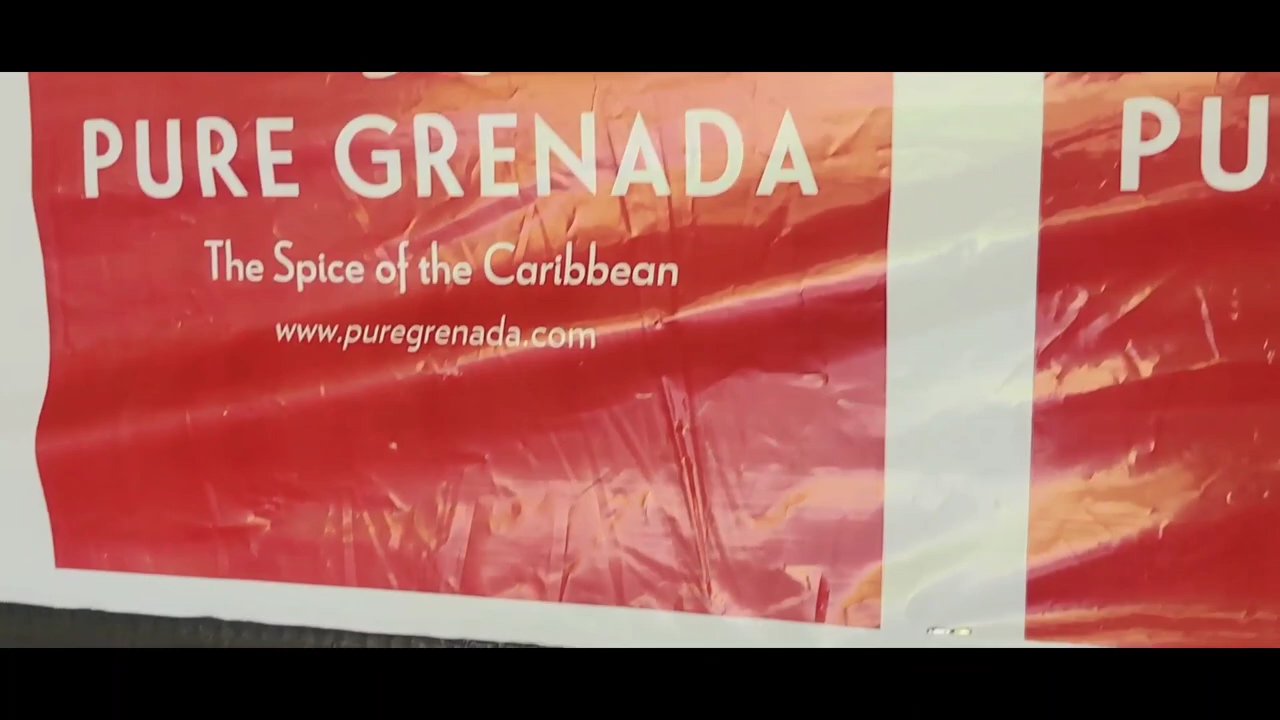 PURE GRENADA
The Spice of the Caribbean
www.puregrenada.com
PU